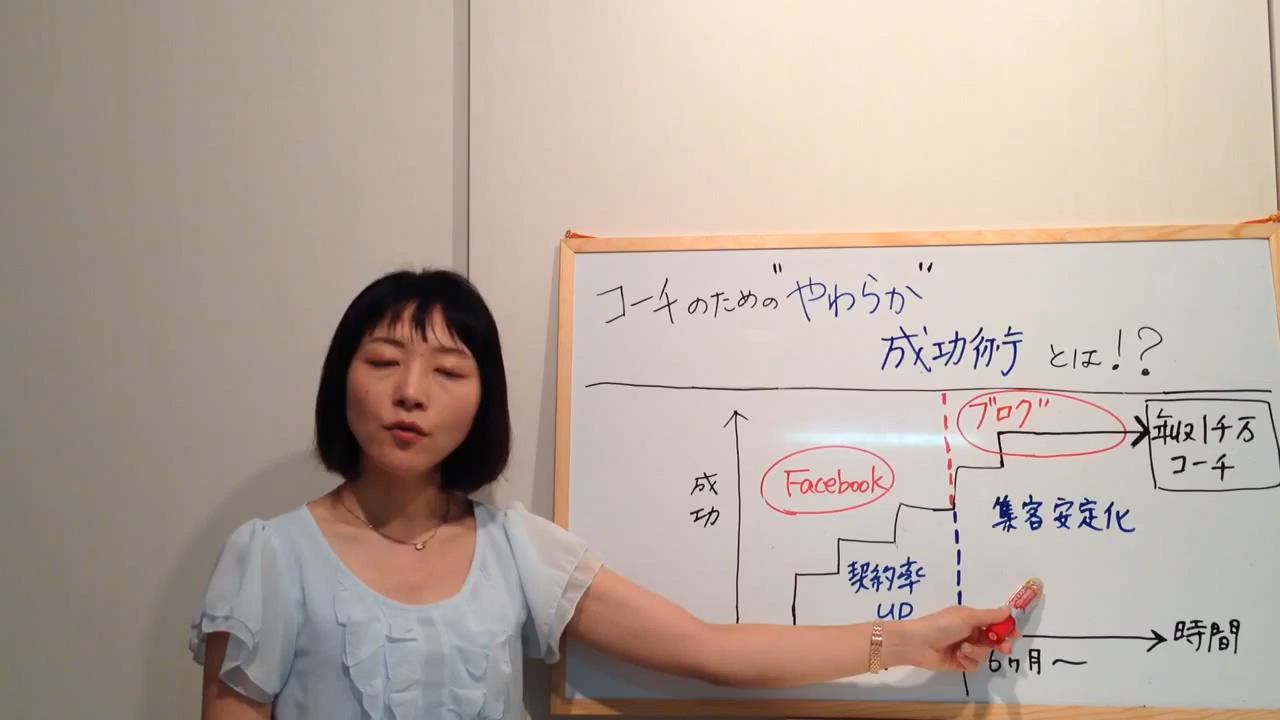 コーチのための"やわらか"
成功術とは!?
ブログ
年収1千万
コーチ
Facebook
成功
集客安定化
契約率
UP
時間
6ヶ月〜